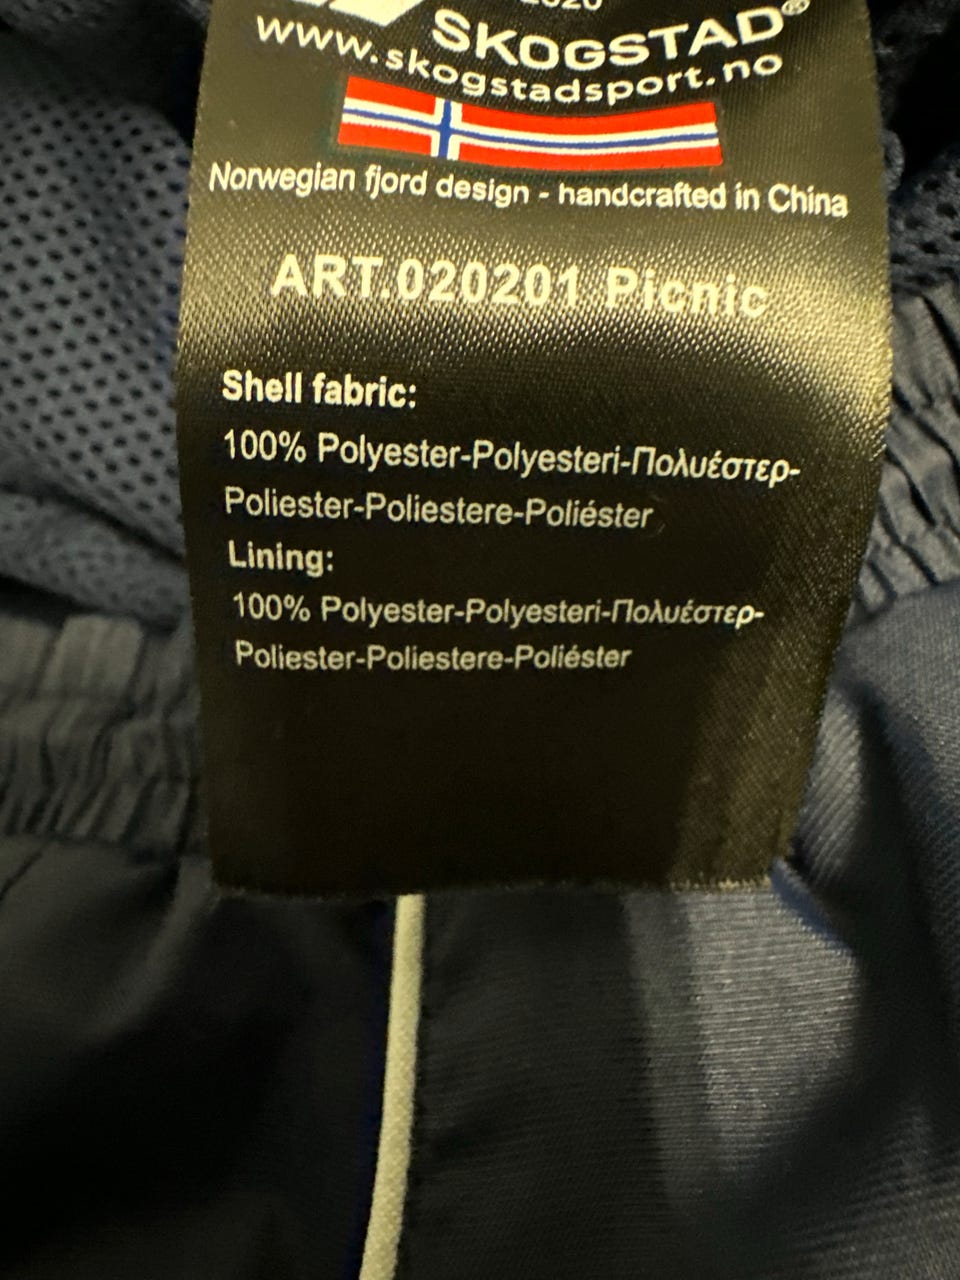 2020
SKOGSTAD®
www.skogstadsport.no
Norwegian fjord design - handcrafted in China
ART.020201 Picnic
Shell fabric:
100% Polyester-Polyesteri-Πολυέστερ-
Poliester-Poliestere-Poliéster
Lining:
100% Polyester-Polyesteri-Πολυέστερ-
Poliester-Poliestere-Poliéster